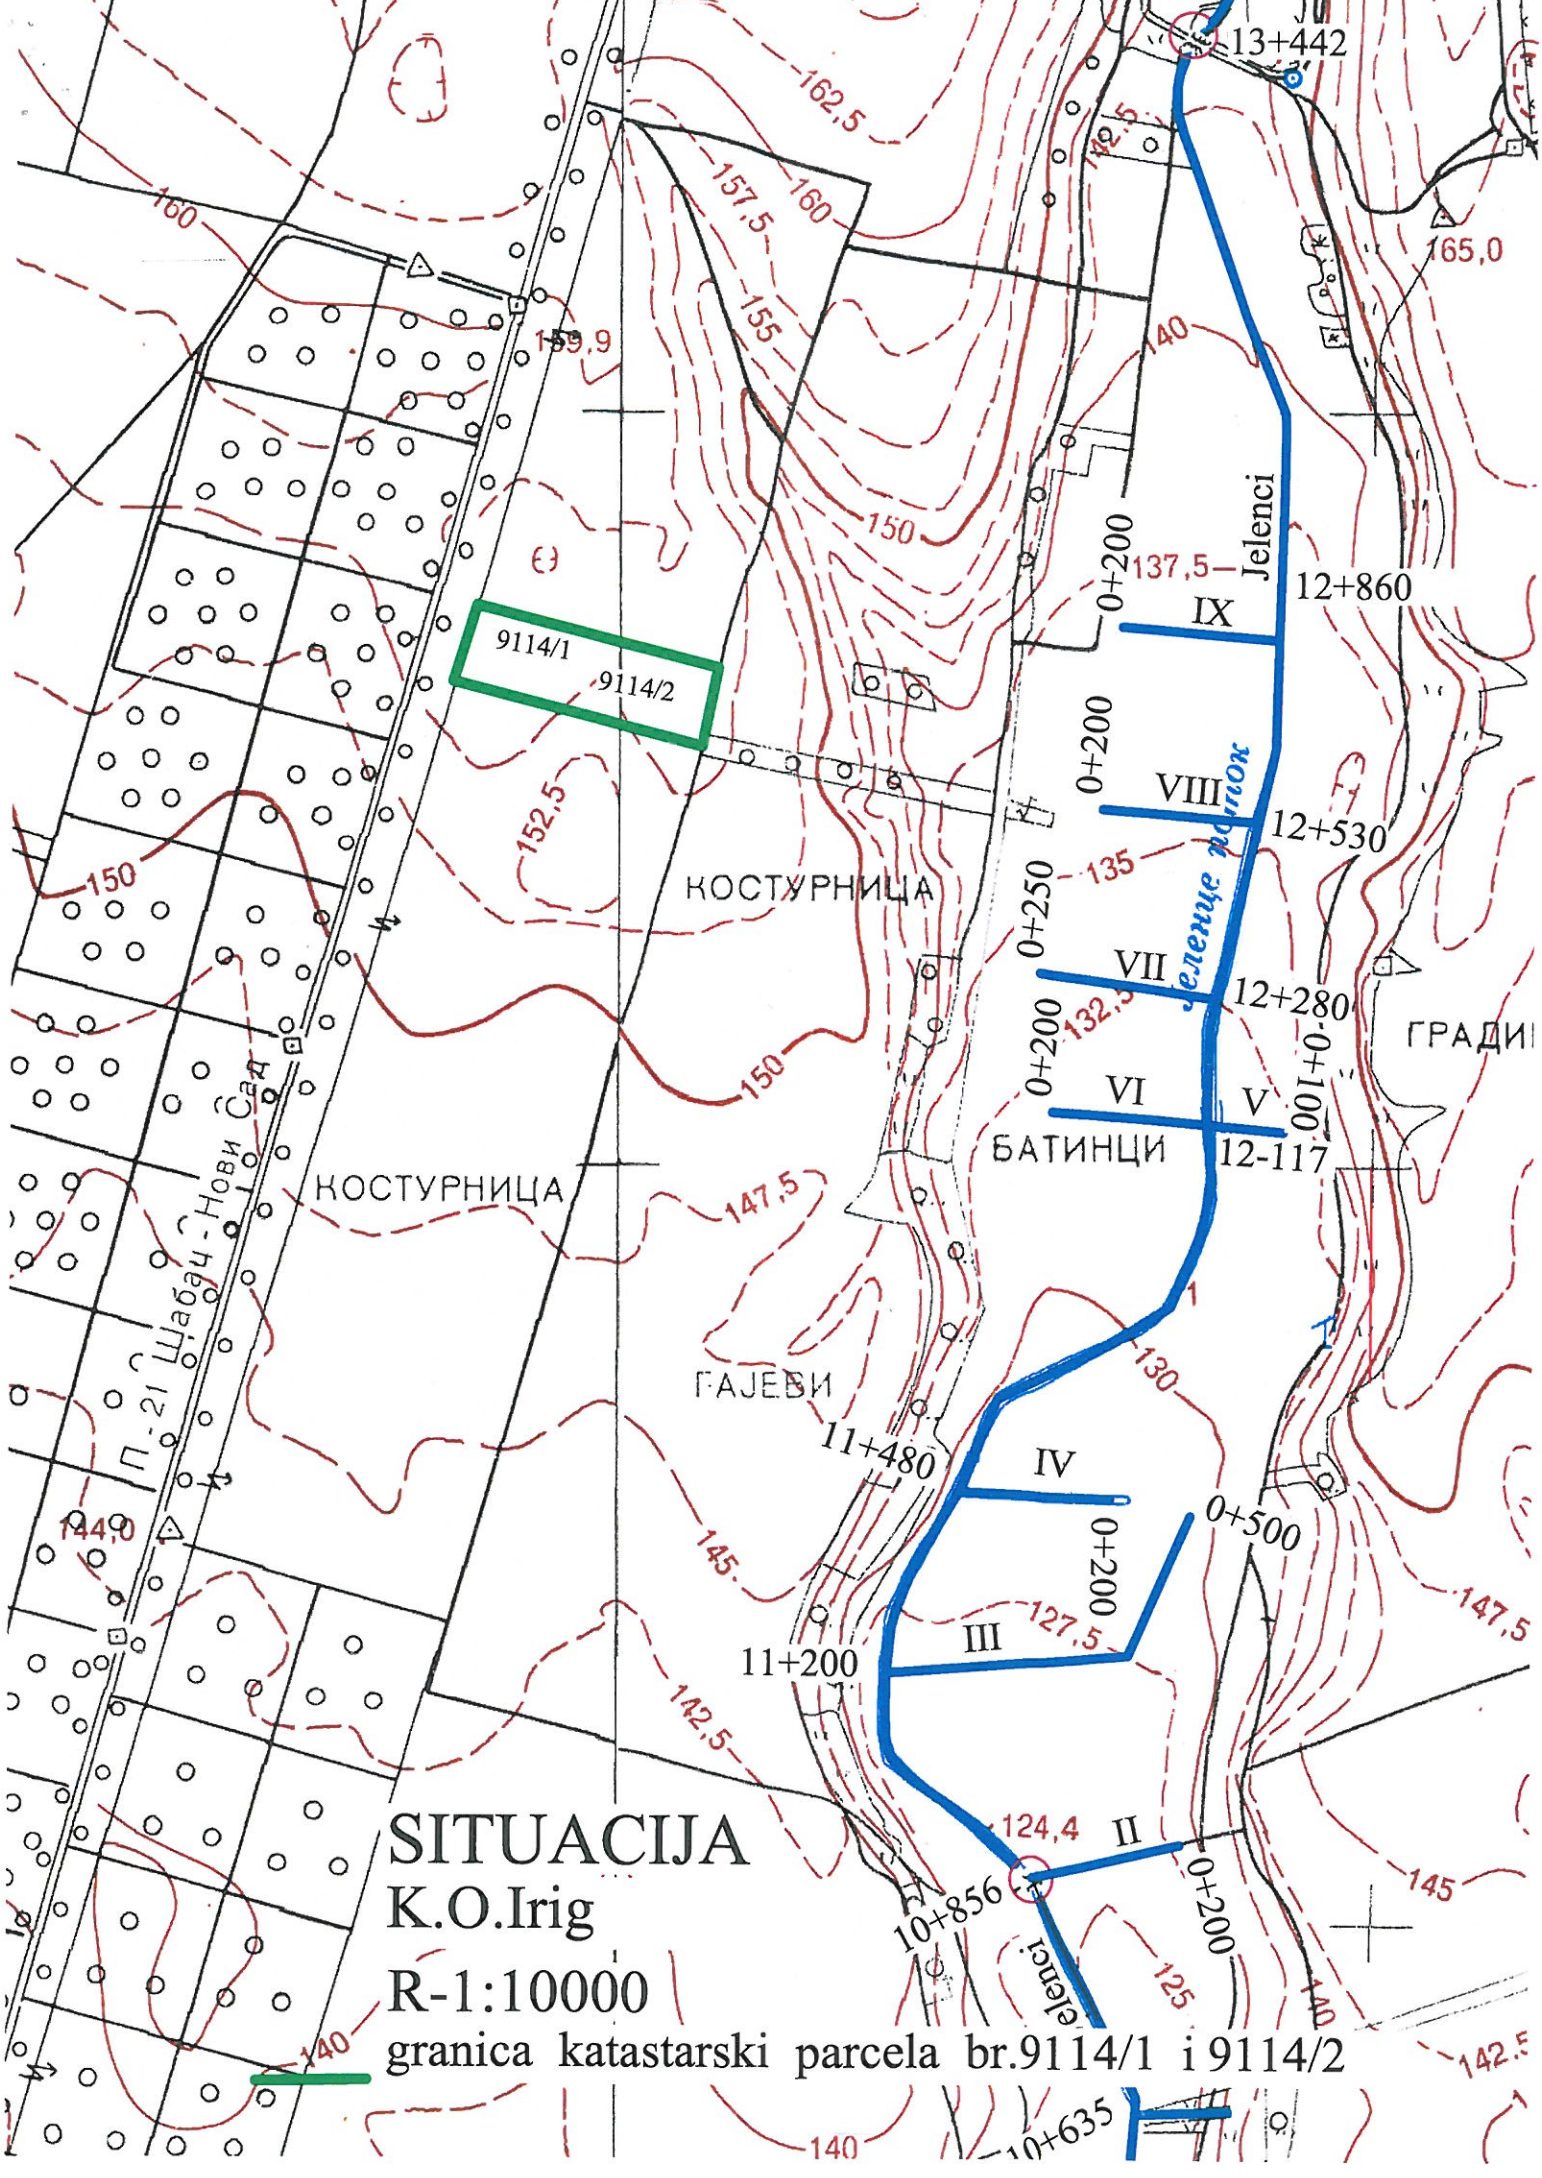 13+442
162,5
142,5
157,5
160
160
165,0
155
159,9
140
150
Jelenci
0+200
137,5
12+860
IX
9114/1
9114/2
0+200
VIII
Јеленце поток
12+530
152,5
135
150
КОСТУРНИЦА
0+250
VII
12+280
132,5
0+200
ГРАДИ
0+100
150
VI
V
БАТИНЦИ
12-117
КОСТУРНИЦА
147,5
П-21 Шабац-Нови Сад
1
130
ГАЈЕВИ
11+480
IV
0+500
144,0
0+200
145
127,5
147,5
III
11+200
142,5
124,4
II
SITUACIJA
K.O.Irig
10+856
0+200
145
R-1:10000
elenci
125
140
140
granica katastarski parcela br.9114/1 i 9114/2
142,5
10+635
140
1